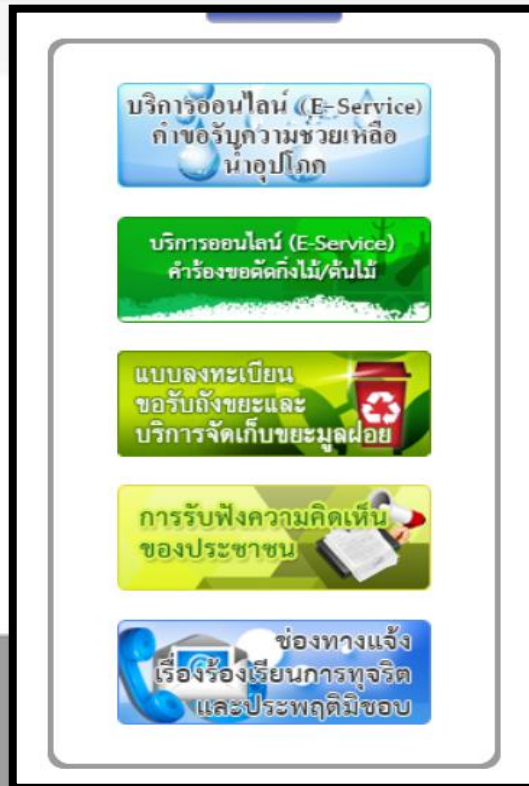 บริการออนไลน์ (E-Service)
คำขอรับความช่วยเหลือ
น้ำอุปโภค
บริการออนไลน์ (E-Service)
คำร้องขอตัดกิ่งไม้/ต้นไม้
แบบลงทะเบียน
ขอรับถังขยะและ
บริการจัดเก็บขยะมูลฝอย
การรับฟังความคิดเห็น
ของประชาชน
ช่องทางแจ้ง
เรื่องร้องเรียนการทุจริต
และประพฤติมิชอบ